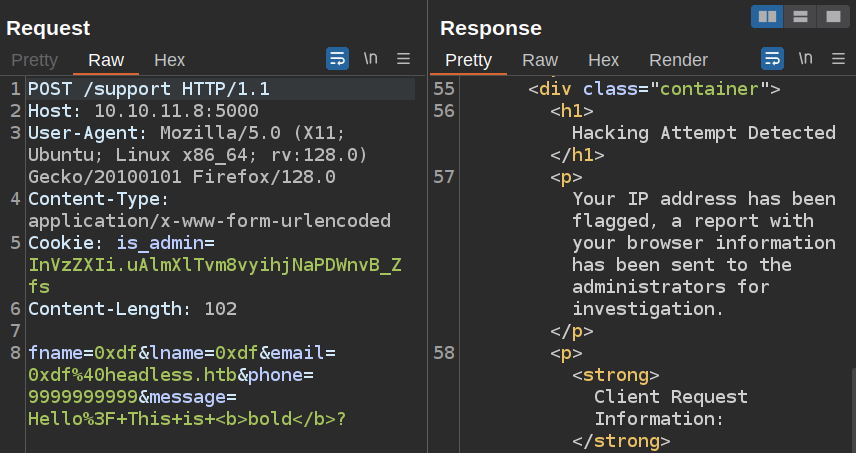 Request
Pretty Raw Hex \n
1 POST /support HTTP/1.1
2 Host: 10.10.11.8:5000
3 User-Agent: Mozilla/5.0 (X11;
Ubuntu; Linux x86_64; rv:128.0)
Gecko/20100101 Firefox/128.0
4 Content-Type:
application/x-www-form-urlencoded
5 Cookie: is_admin=
InVzZXIi.uAlmXlTvm8vyihjNaPDWnvB_Z
fs
6 Content-Length: 102
7
8 fname=0xdf&lname=0xdf&email=
0xdf%40headless.htb&phone=
9999999999&message=
Hello%3F+This+is+<b>bold</b>?
Response
Pretty Raw Hex Render \n
55 <div class="container">
56 <h1>
Hacking Attempt Detected
</h1>
57 <p>
Your IP address has been
flagged, a report with
your browser information
has been sent to the
administrators for
investigation.
</p>
58 <p>
<strong>
Client Request
Information:
</strong>